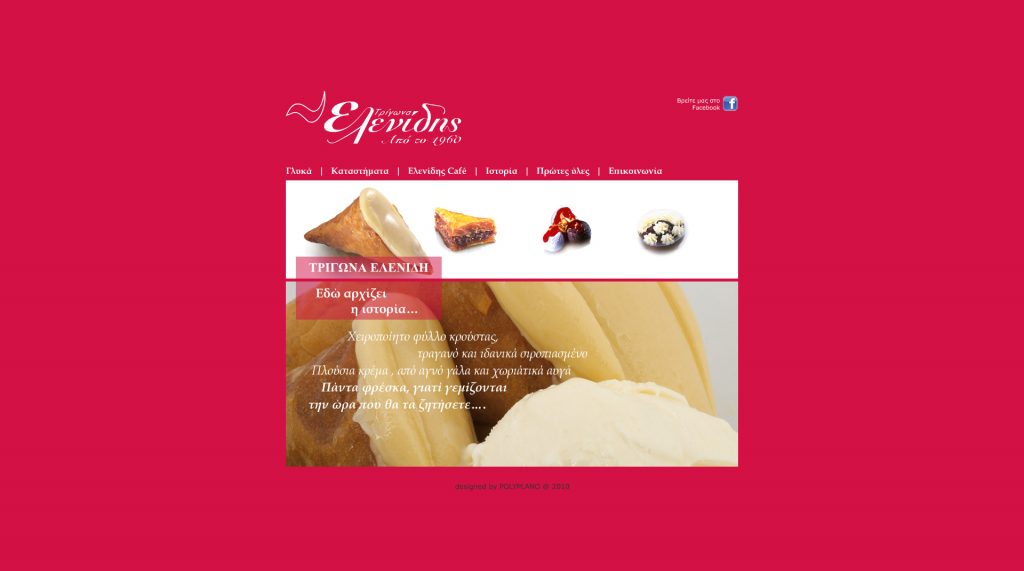 Τρίγωνα
Ελενίδης
Από το 1960
Βρείτε μας στο
Facebook
Γλυκά | Καταστήματα | Ελενίδης Café | Ιστορία | Πρώτες ύλες | Επικοινωνία
ΤΡΙΓΩΝΑ ΕΛΕΝΙΔΗ
Εδώ αρχίζει
η ιστορία...
Χειροποίητο φύλλο κρούστας,
τραγανό και ιδανικά σιροπιασμένο
Πλούσια κρέμα , από αγνό γάλα και χωριάτικά αυγά
Πάντα φρέσκα, γιατί γεμίζονται
την ώρα που θα τα ζητήσετε....
designed by POLYPLANO @ 2010